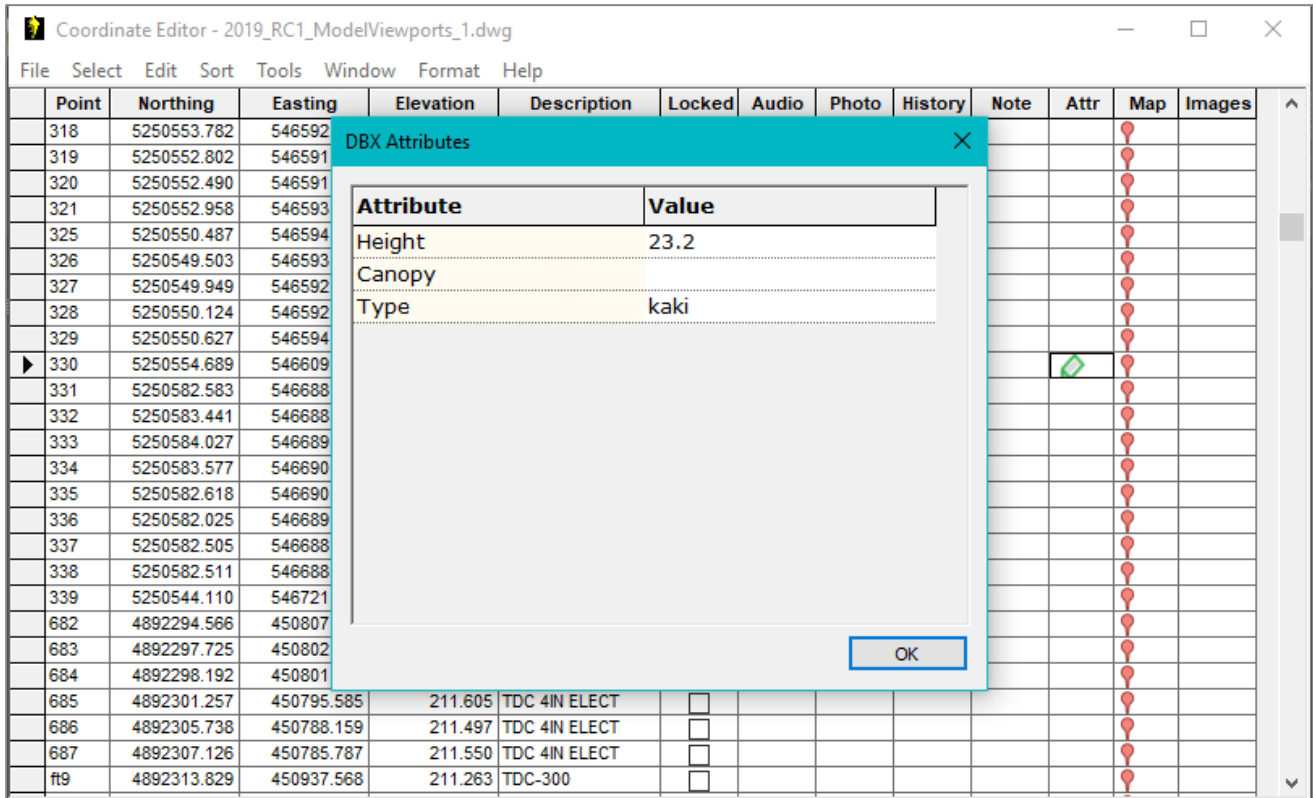 Coordinate Editor - 2019_RC1_ModelViewports_1.dwg
File Select Edit Sort Tools Window Format Help
Point Northing Easting Elevation Description Locked Audio Photo History Note Attr Map Images
318 5250553.782 546592
319 5250552.802 546591
320 5250552.490 546591
321 5250552.958 546593
325 5250550.487 546594
326 5250549.503 546593
327 5250549.949 546592
328 5250550.124 546592
329 5250550.627 546594
330 5250554.689 546609
331 5250582.583 546688
332 5250583.441 546688
333 5250584.027 546689
334 5250583.577 546690
335 5250582.618 546690
336 5250582.025 546689
337 5250582.505 546688
338 5250582.511 546688
339 5250544.110 546721
682 4892294.566 450807
683 4892297.725 450802
684 4892298.192 450801
685 4892301.257 450795.585 211.605 TDC 4IN ELECT
686 4892305.738 450788.159 211.497 TDC 4IN ELECT
687 4892307.126 450785.787 211.550 TDC 4IN ELECT
ft9 4892313.829 450937.568 211.263 TDC-300
DBX Attributes
Attribute Value
Height 23.2
Canopy
Type kaki
OK